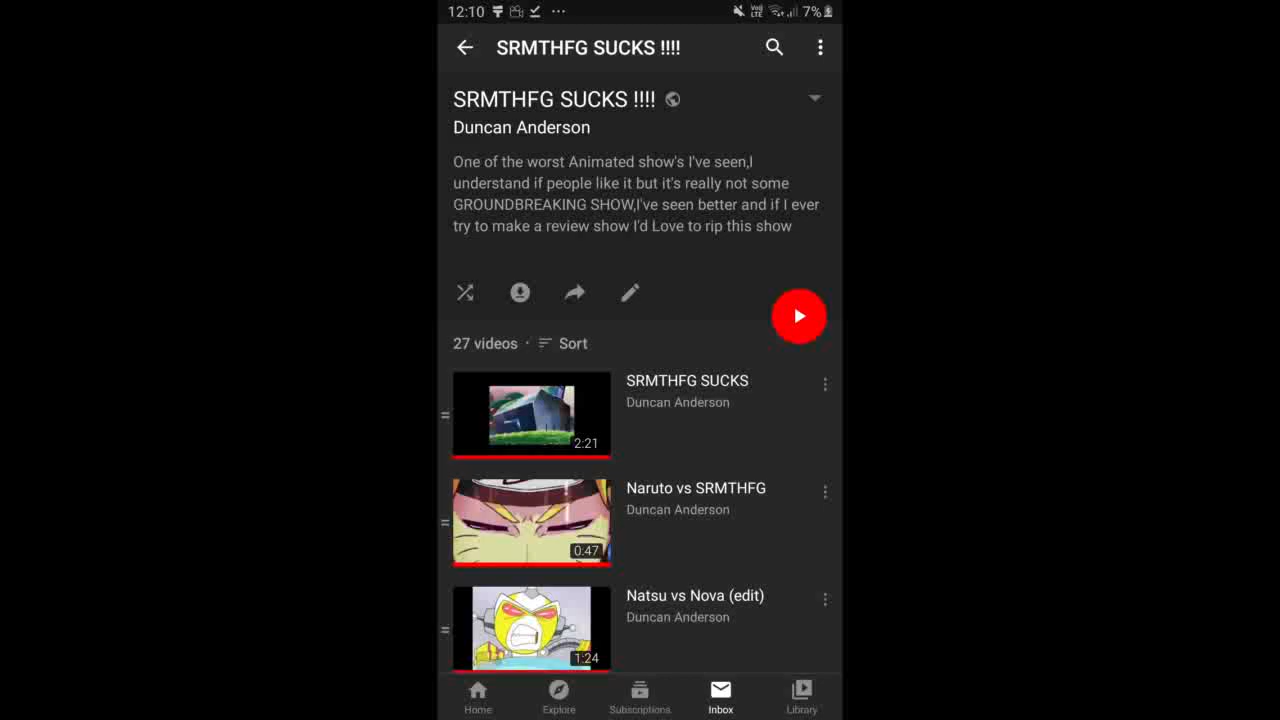 12:10 ... 7%
SRMTHFG SUCKS !!!!
SRMTHFG SUCKS !!!!
Duncan Anderson
One of the worst Animated show's I've seen,I
understand if people like it but it's really not some
GROUNDBREAKING SHOW,I've seen better and if I ever
try to make a review show I'd Love to rip this show
27 videos · Sort
SRMTHFG SUCKS
Duncan Anderson
2:21
Naruto vs SRMTHFG
Duncan Anderson
0:47
Natsu vs Nova (edit)
Duncan Anderson
1:24
Home Explore Subscriptions Inbox Library